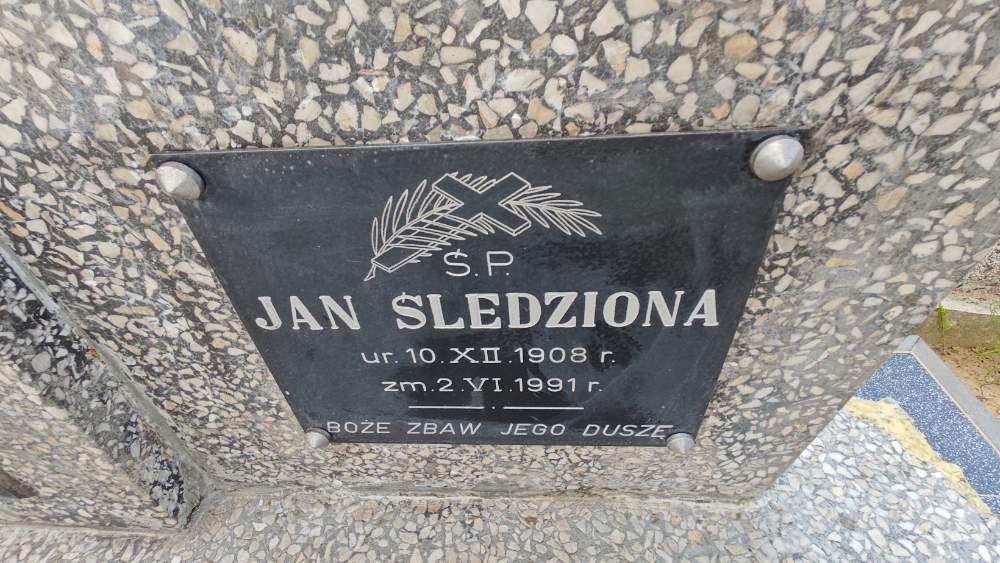 Ś.P.
JAN ŚLEDZIONA
ur. 10.XII.1908 r.
zm. 2.VI.1991 r.
BOŻE ZBAW JEGO DUSZĘ